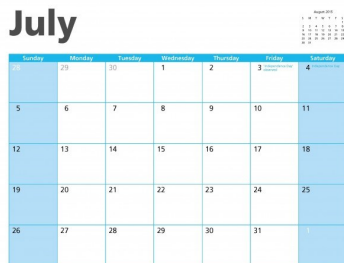 July
August 2015
Sunday Monday Tuesday Wednesday Thursday Friday Saturday
28 29 30 1 2 3 4
5 6 7 8 9 10 11
12 13 14 15 16 17 18
19 20 21 22 23 24 25
26 27 28 29 30 31 1